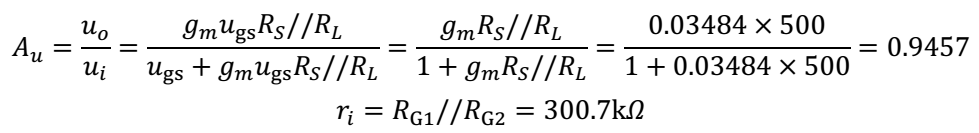 A_u = u_o/u_i = g_m u_gs R_S//R_L / (u_gs + g_m u_gs R_S//R_L) = g_m R_S//R_L / (1 + g_m R_S//R_L) = 0.03484 × 500 / (1 + 0.03484 × 500) = 0.9457
r_i = R_G1//R_G2 = 300.7kΩ